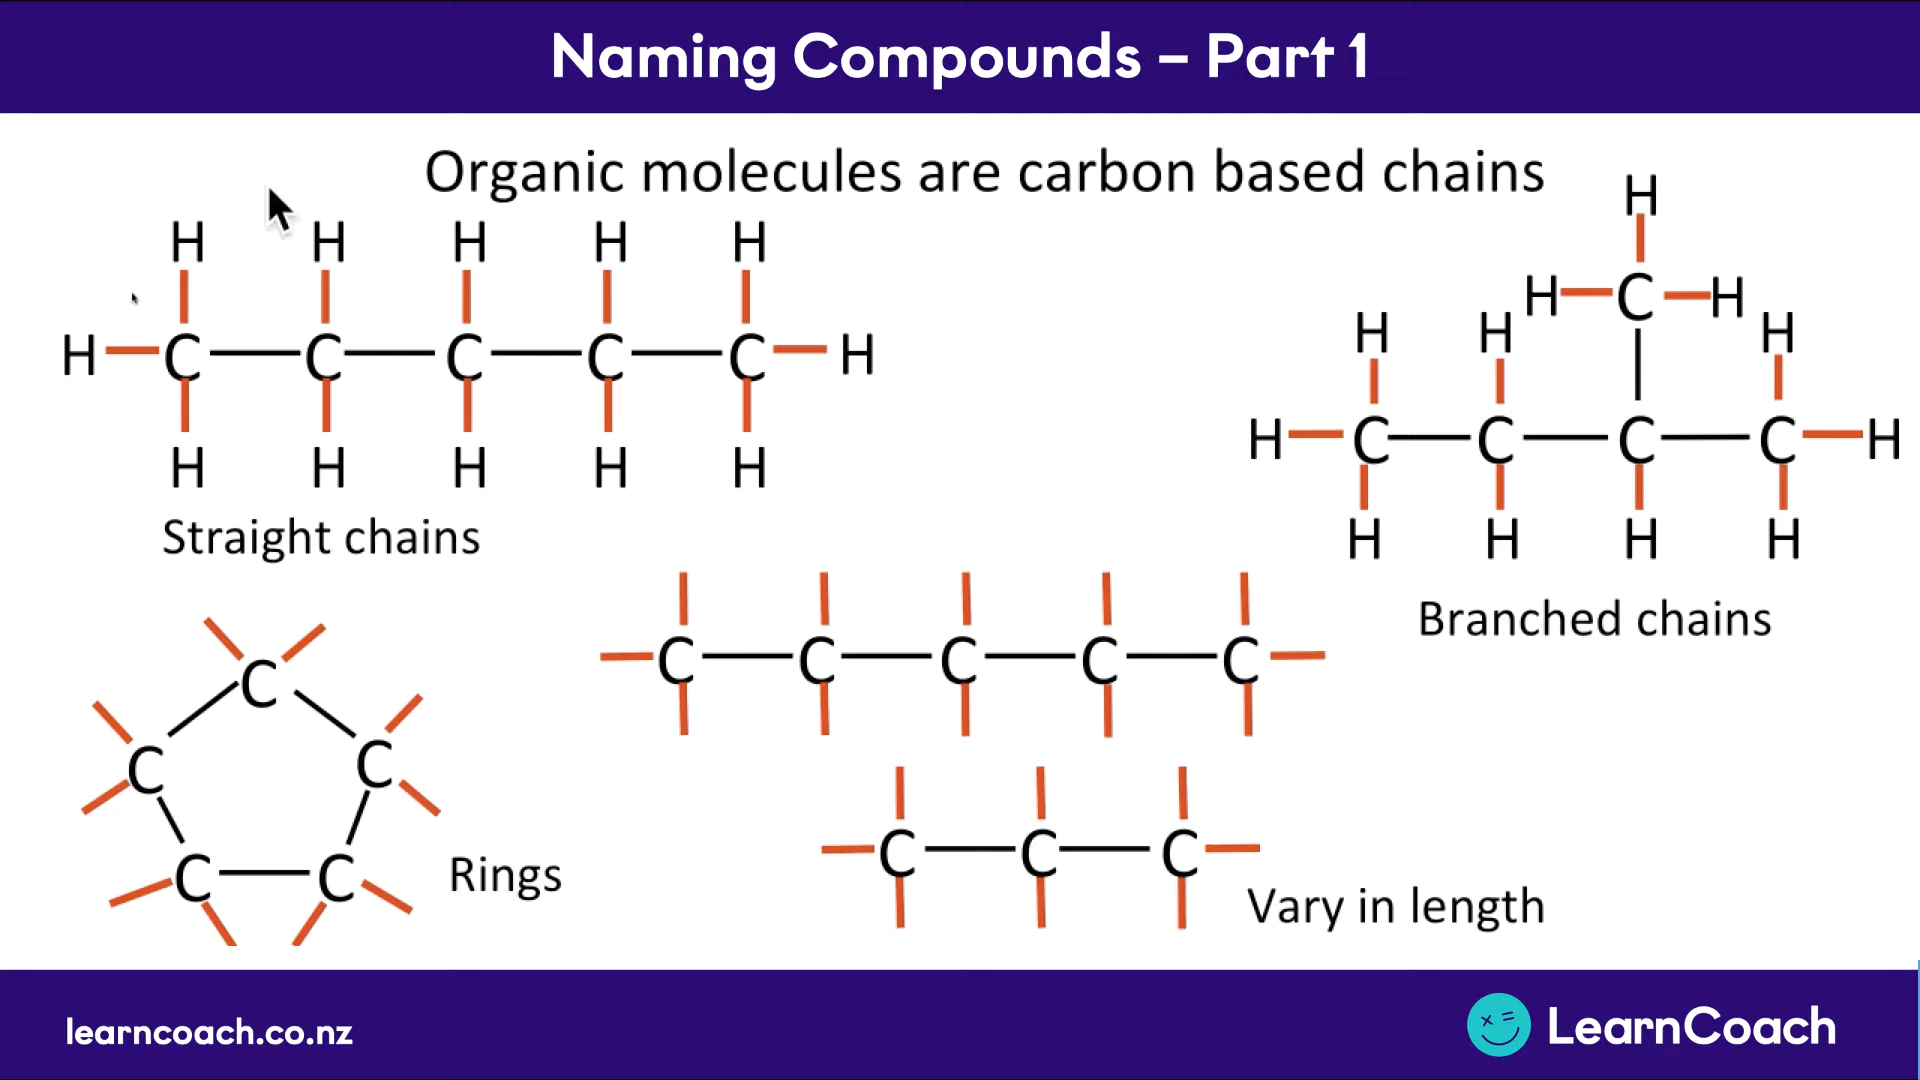 Naming Compounds – Part 1
Organic molecules are carbon based chains
H H H H H
H C C C C C H
H H H H H
Straight chains
H
H C H
H H H
H C C C C H
H H H H
Branched chains
C
C C
C C
Rings
C C C C C
C C C
Vary in length
learncoach.co.nz
LearnCoach